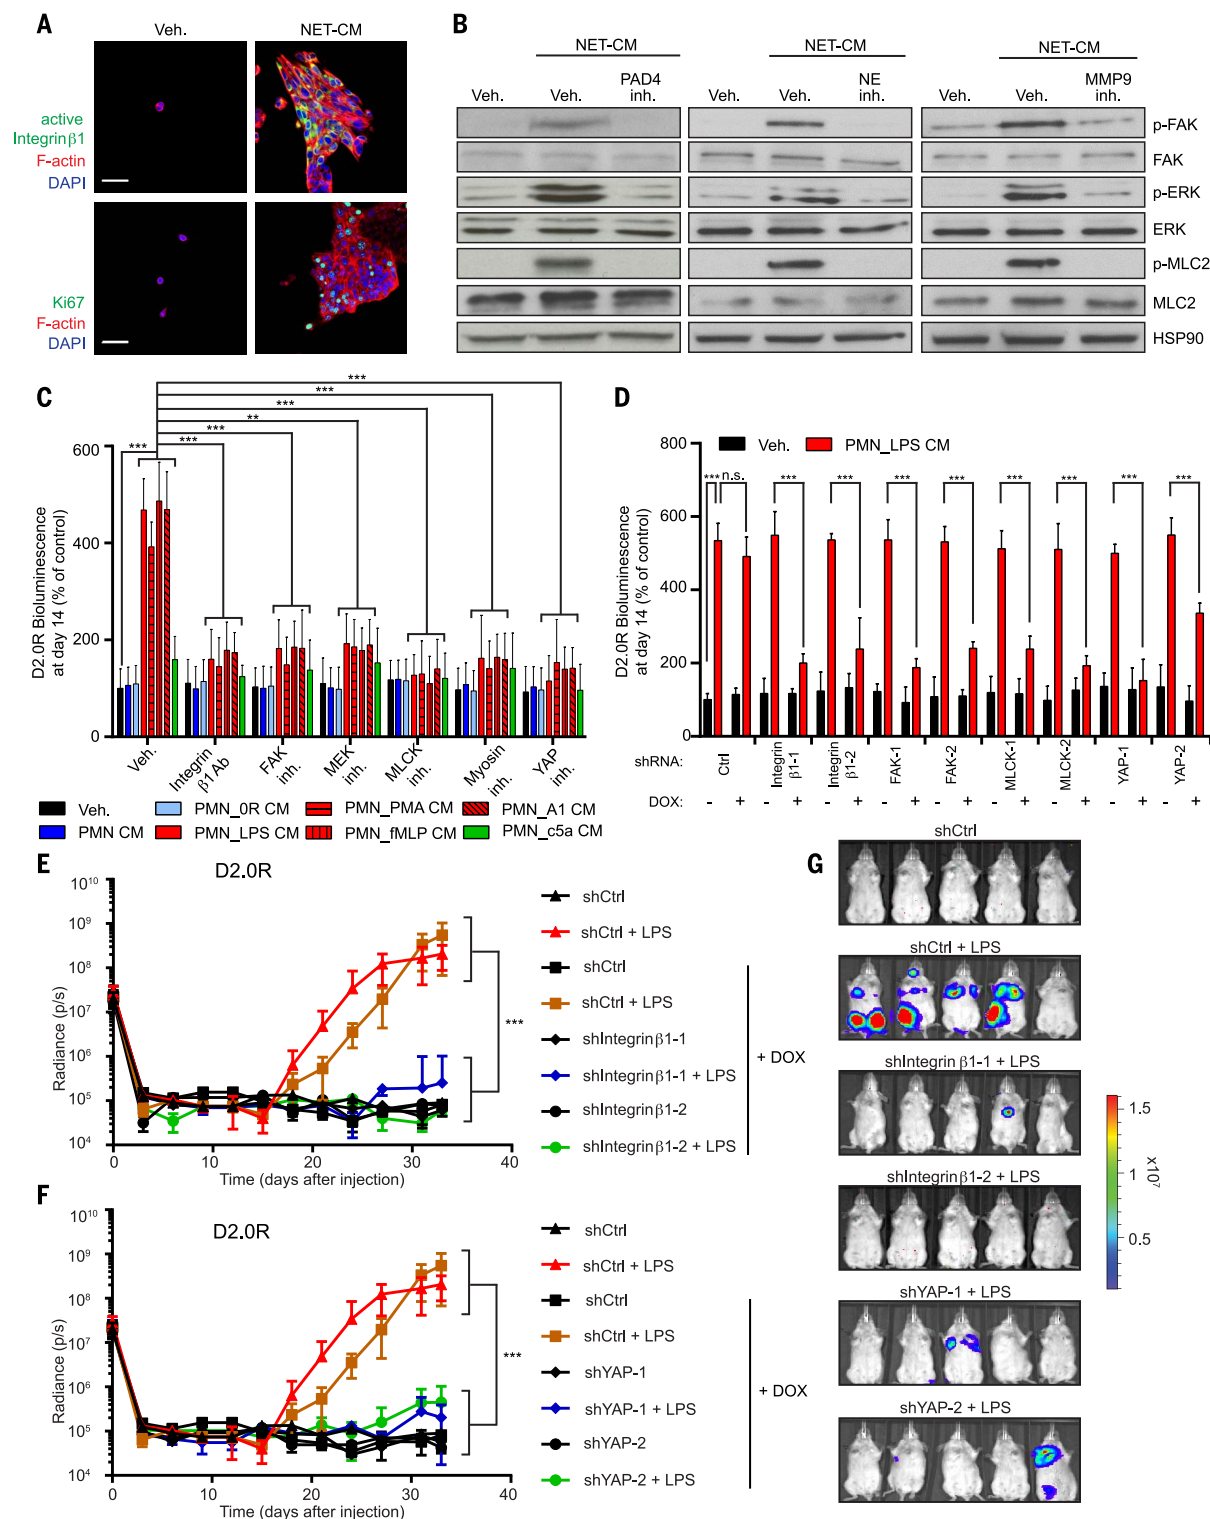 A
Veh.
NET-CM
active
Integrin β1
F-actin
DAPI
Ki67
F-actin
DAPI
B
NET-CM
NET-CM
NET-CM
Veh.
Veh.
PAD4
inh.
Veh.
Veh.
NE
inh.
Veh.
Veh.
MMP9
inh.
p-FAK
FAK
p-ERK
ERK
p-MLC2
MLC2
HSP90
C
D2.0R Bioluminescence
at day 14 (% of control)
600
400
200
0
***
***
***
**
***
***
***
Veh.
Integrin
β1 Ab
FAK
inh.
MEK
inh.
MLCK
inh.
Myosin
inh.
YAP
inh.
Veh.
PMN_0R CM
PMN_PMA CM
PMN_A1 CM
PMN CM
PMN_LPS CM
PMN_fMLP CM
PMN_c5a CM
D
Veh.
PMN_LPS CM
D2.0R Bioluminescence
at day 14 (% of control)
800
600
400
200
0
***
n.s.
***
***
***
***
***
***
***
***
shRNA:
Ctrl
Integrin
β1-1
Integrin
β1-2
FAK-1
FAK-2
MLCK-1
MLCK-2
YAP-1
YAP-2
DOX:
- + - + - + - + - + - + - + - + - +
E
D2.0R
Radiance (p/s)
10¹⁰
10⁹
10⁸
10⁷
10⁶
10⁵
10⁴
0 10 20 30 40
Time (days after injection)
***
shCtrl
shCtrl + LPS
shCtrl
shCtrl + LPS
shIntegrin β1-1
shIntegrin β1-1 + LPS
shIntegrin β1-2
shIntegrin β1-2 + LPS
+ DOX
F
D2.0R
Radiance (p/s)
10¹⁰
10⁹
10⁸
10⁷
10⁶
10⁵
10⁴
0 10 20 30 40
Time (days after injection)
***
shCtrl
shCtrl + LPS
shCtrl
shCtrl + LPS
shYAP-1
shYAP-1 + LPS
shYAP-2
shYAP-2 + LPS
+ DOX
G
shCtrl
shCtrl + LPS
shIntegrin β1-1 + LPS
shIntegrin β1-2 + LPS
shYAP-1 + LPS
shYAP-2 + LPS
1.5
1
0.5
x10⁷